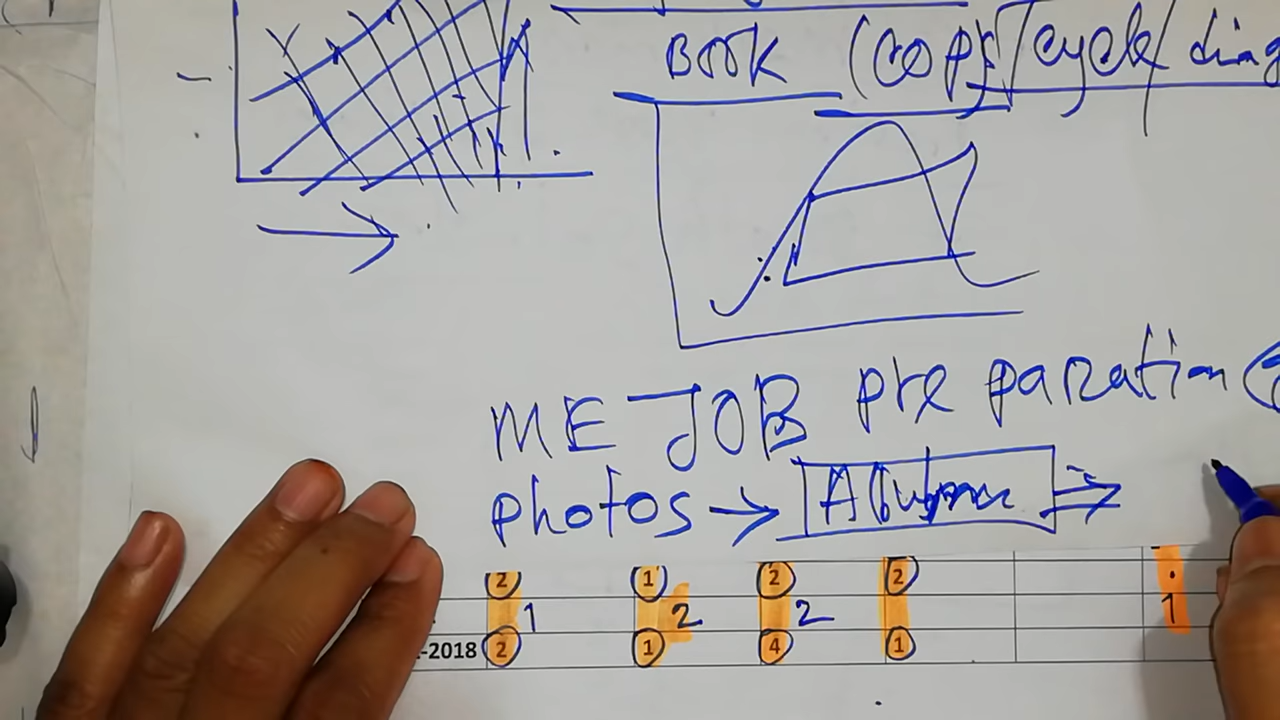 BOOK (COPY/cycle/diag
ME JOB preparation
photos → Album ⇒
2 1 2 2
1 2 2 1
-2018 2 1 4 1